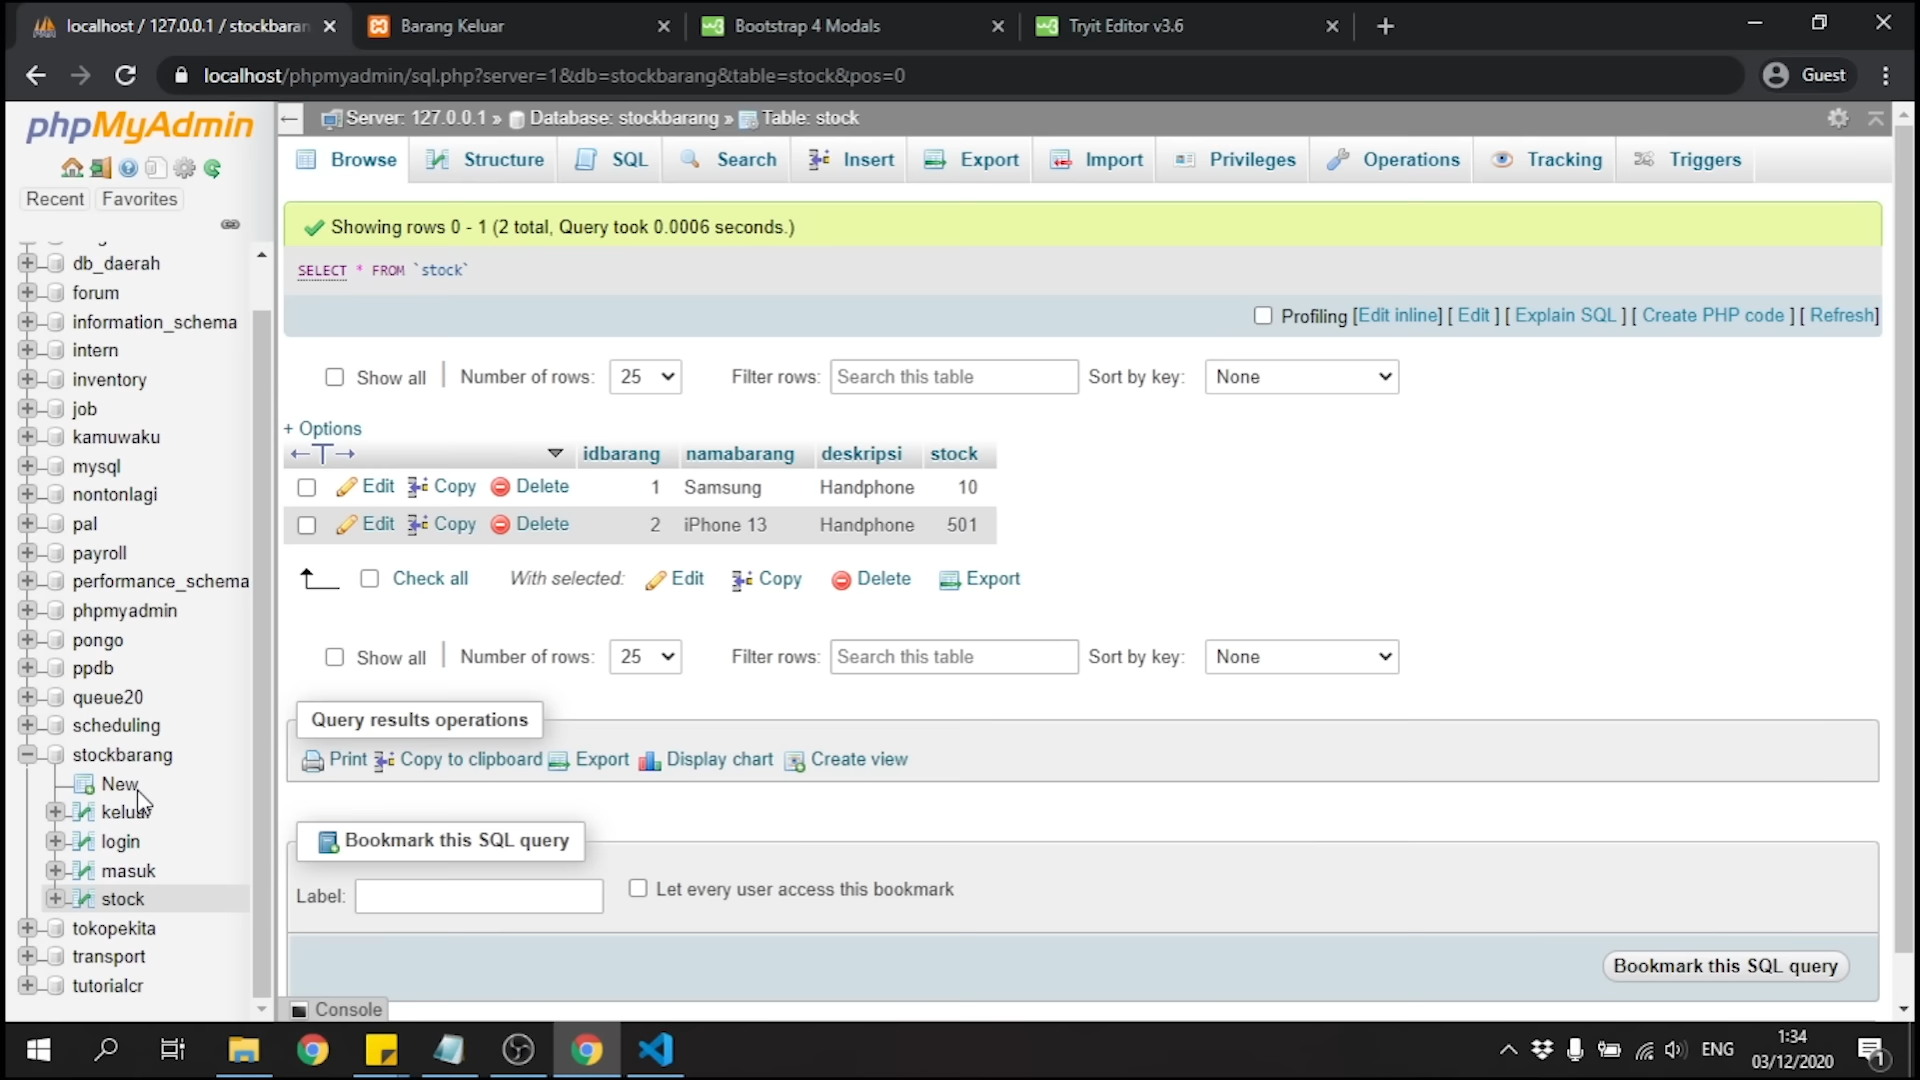 localhost / 127.0.0.1 / stockbaran
Barang Keluar
Bootstrap 4 Modals
Tryit Editor v3.6
localhost/phpmyadmin/sql.php?server=1&db=stockbarang&table=stock&pos=0
Guest
phpMyAdmin
Recent Favorites
db_daerah
forum
information_schema
intern
inventory
job
kamuwaku
mysql
nontonlagi
pal
payroll
performance_schema
phpmyadmin
pongo
ppdb
queue20
scheduling
stockbarang
New
keluar
login
masuk
stock
tokopekita
transport
tutorialcr
Server: 127.0.0.1 » Database: stockbarang » Table: stock
Browse Structure SQL Search Insert Export Import Privileges Operations Tracking Triggers
Showing rows 0 - 1 (2 total, Query took 0.0006 seconds.)
SELECT * FROM `stock`
Profiling [Edit inline] [ Edit ] [ Explain SQL ] [ Create PHP code ] [ Refresh]
Show all | Number of rows: 25 Filter rows: Search this table Sort by key: None
+ Options
←T→ idbarang namabarang deskripsi stock
Edit Copy Delete 1 Samsung Handphone 10
Edit Copy Delete 2 iPhone 13 Handphone 501
Check all With selected: Edit Copy Delete Export
Show all | Number of rows: 25 Filter rows: Search this table Sort by key: None
Query results operations
Print Copy to clipboard Export Display chart Create view
Bookmark this SQL query
Label: Let every user access this bookmark
Bookmark this SQL query
Console
ENG
1:34
03/12/2020
1